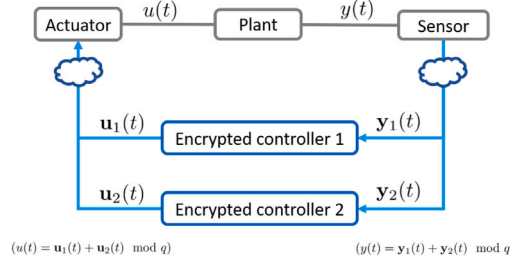 u(t) y(t)
Actuator Plant Sensor
𝐮₁(t) 𝐲₁(t)
Encrypted controller 1
𝐮₂(t) 𝐲₂(t)
Encrypted controller 2
(u(t) = 𝐮₁(t) + 𝐮₂(t) mod q) (y(t) = 𝐲₁(t) + 𝐲₂(t) mod q